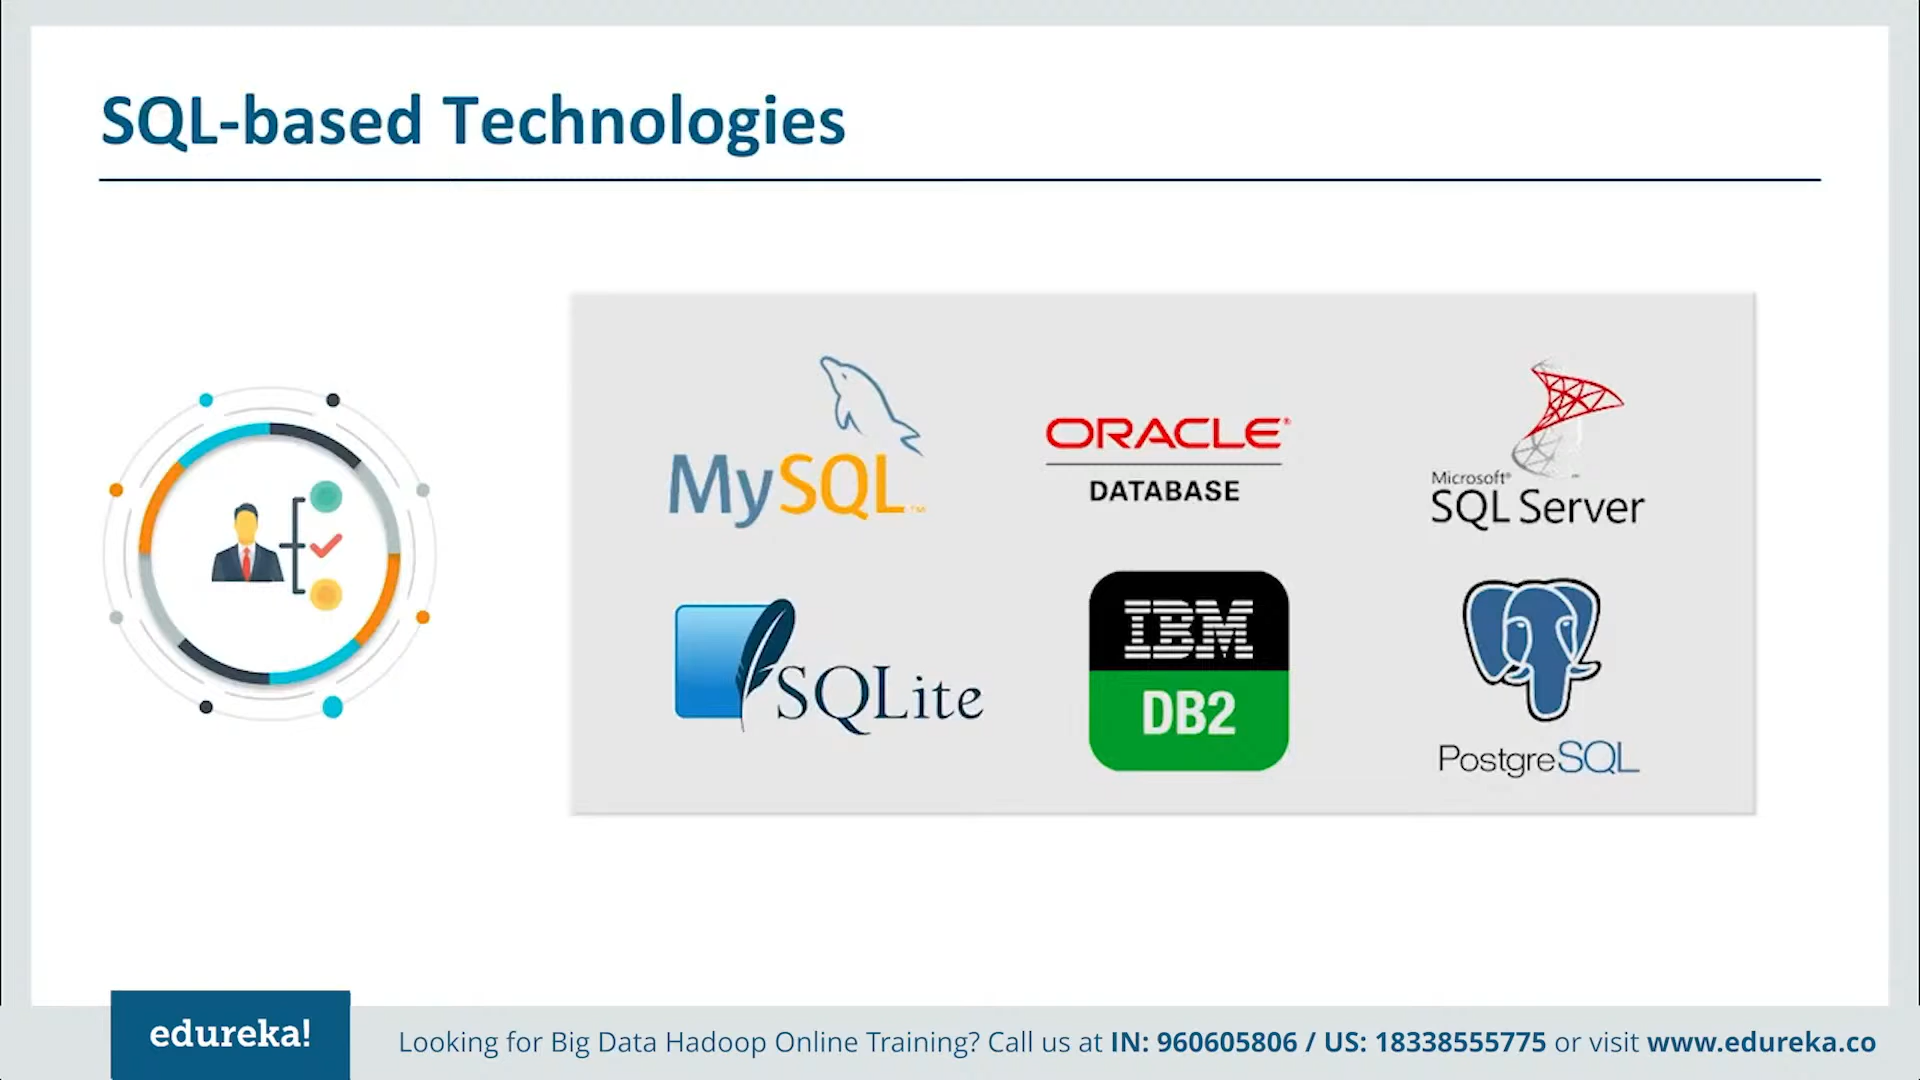 SQL-based Technologies
MySQL™
ORACLE®
DATABASE
Microsoft®
SQL Server
SQLite
IBM
DB2
PostgreSQL
edureka!
Looking for Big Data Hadoop Online Training? Call us at IN: 960605806 / US: 18338555775 or visit www.edureka.co